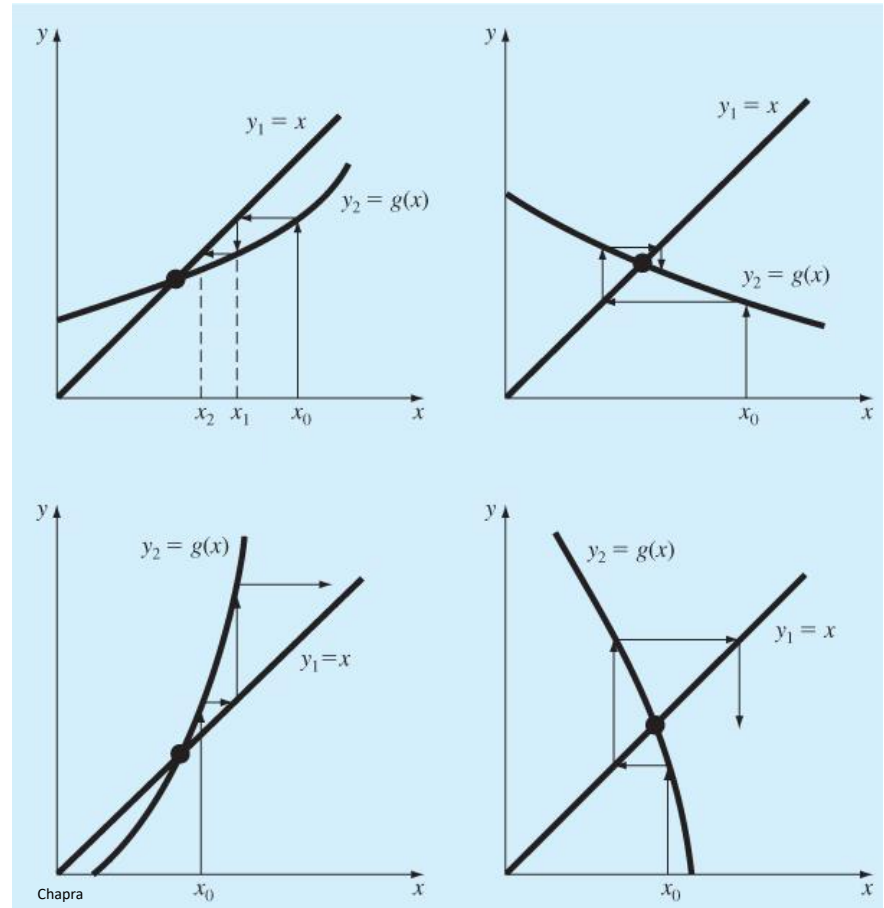 y
y₁ = x
y₂ = g(x)
x₂ x₁ x₀ x
y
y₁ = x
y₂ = g(x)
x₀ x
y
y₂ = g(x)
y₁=x
Chapra x₀ x
y
y₂ = g(x)
y₁ = x
x₀ x